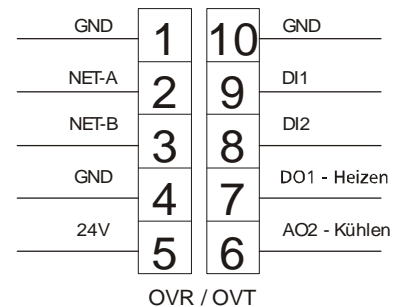 GND 1 10 GND
NET-A 2 9 DI1
NET-B 3 8 DI2
GND 4 7 DO1 - Heizen
24V 5 6 AO2 - Kühlen
OVR / OVT